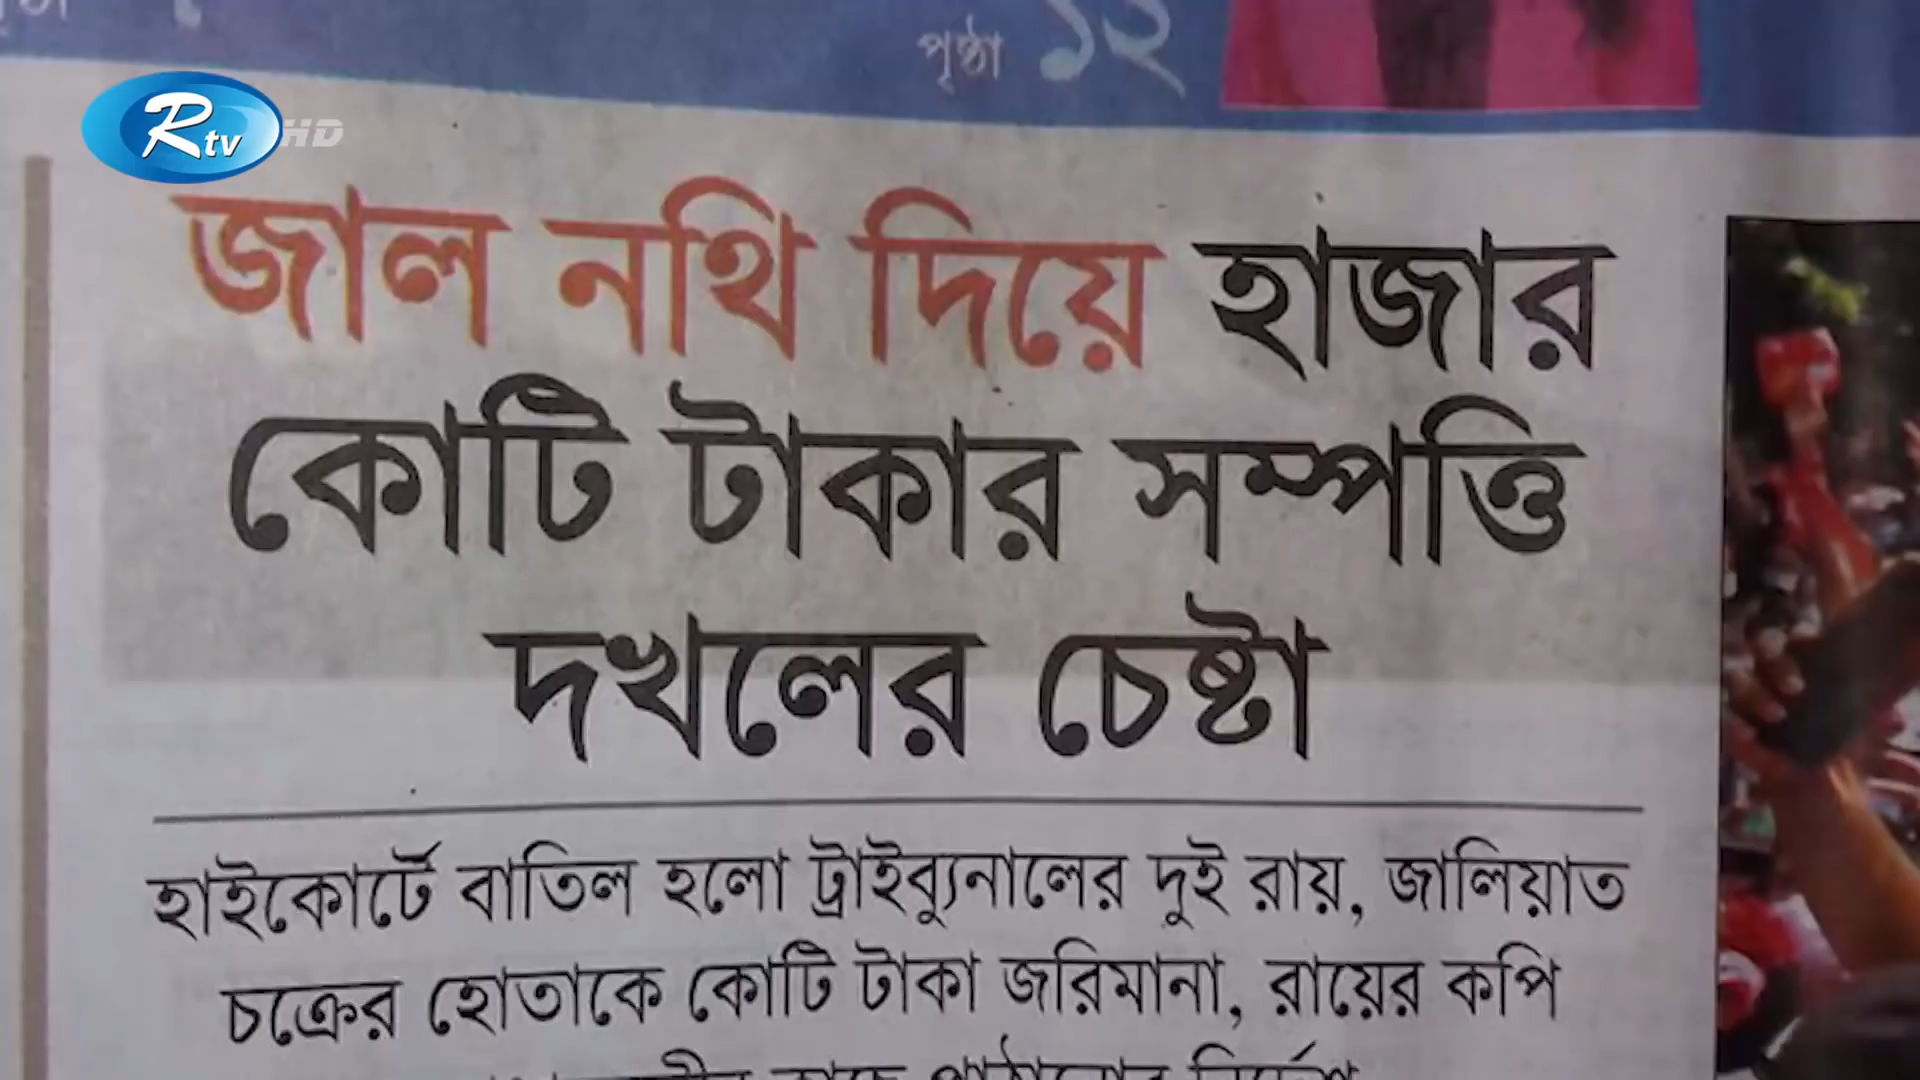 পৃষ্ঠা ১২
Rtv HD
জাল নথি দিয়ে হাজার
কোটি টাকার সম্পত্তি
দখলের চেষ্টা
হাইকোর্টে বাতিল হলো ট্রাইব্যুনালের দুই রায়, জালিয়াত
চক্রের হোতাকে কোটি টাকা জরিমানা, রায়ের কপি
কাছে পাঠানোর নির্দেশ